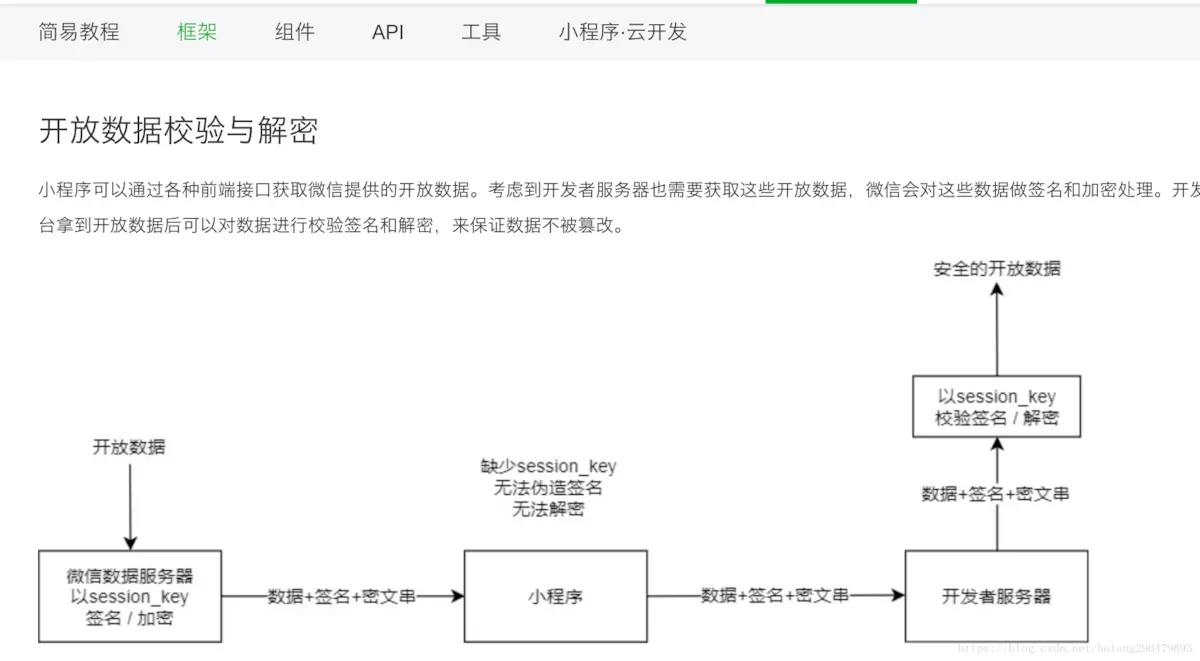 简易教程 框架 组件 API 工具 小程序·云开发
开放数据校验与解密
小程序可以通过各种前端接口获取微信提供的开放数据。考虑到开发者服务器也需要获取这些开放数据，微信会对这些数据做签名和加密处理。开发
台拿到开放数据后可以对数据进行校验签名和解密，来保证数据不被篡改。
安全的开放数据
以session_key
校验签名 / 解密
数据+签名+密文串
开放数据
缺少session_key
无法伪造签名
无法解密
微信数据服务器
以session_key
签名 / 加密
数据+签名+密文串
小程序
数据+签名+密文串
开发者服务器
https://blog.csdn.net/holang296479893